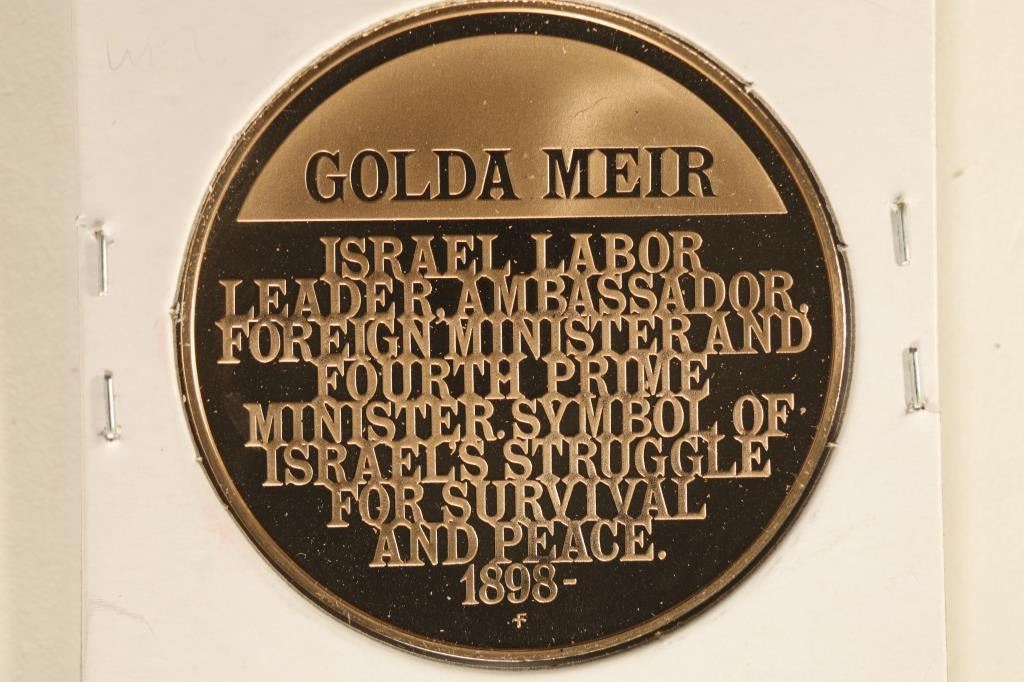 GOLDA MEIR
ISRAEL LABOR
LEADER, AMBASSADOR,
FOREIGN MINISTER AND
FOURTH PRIME
MINISTER. SYMBOL OF
ISRAEL'S STRUGGLE
FOR SURVIVAL
AND PEACE.
1898-
F